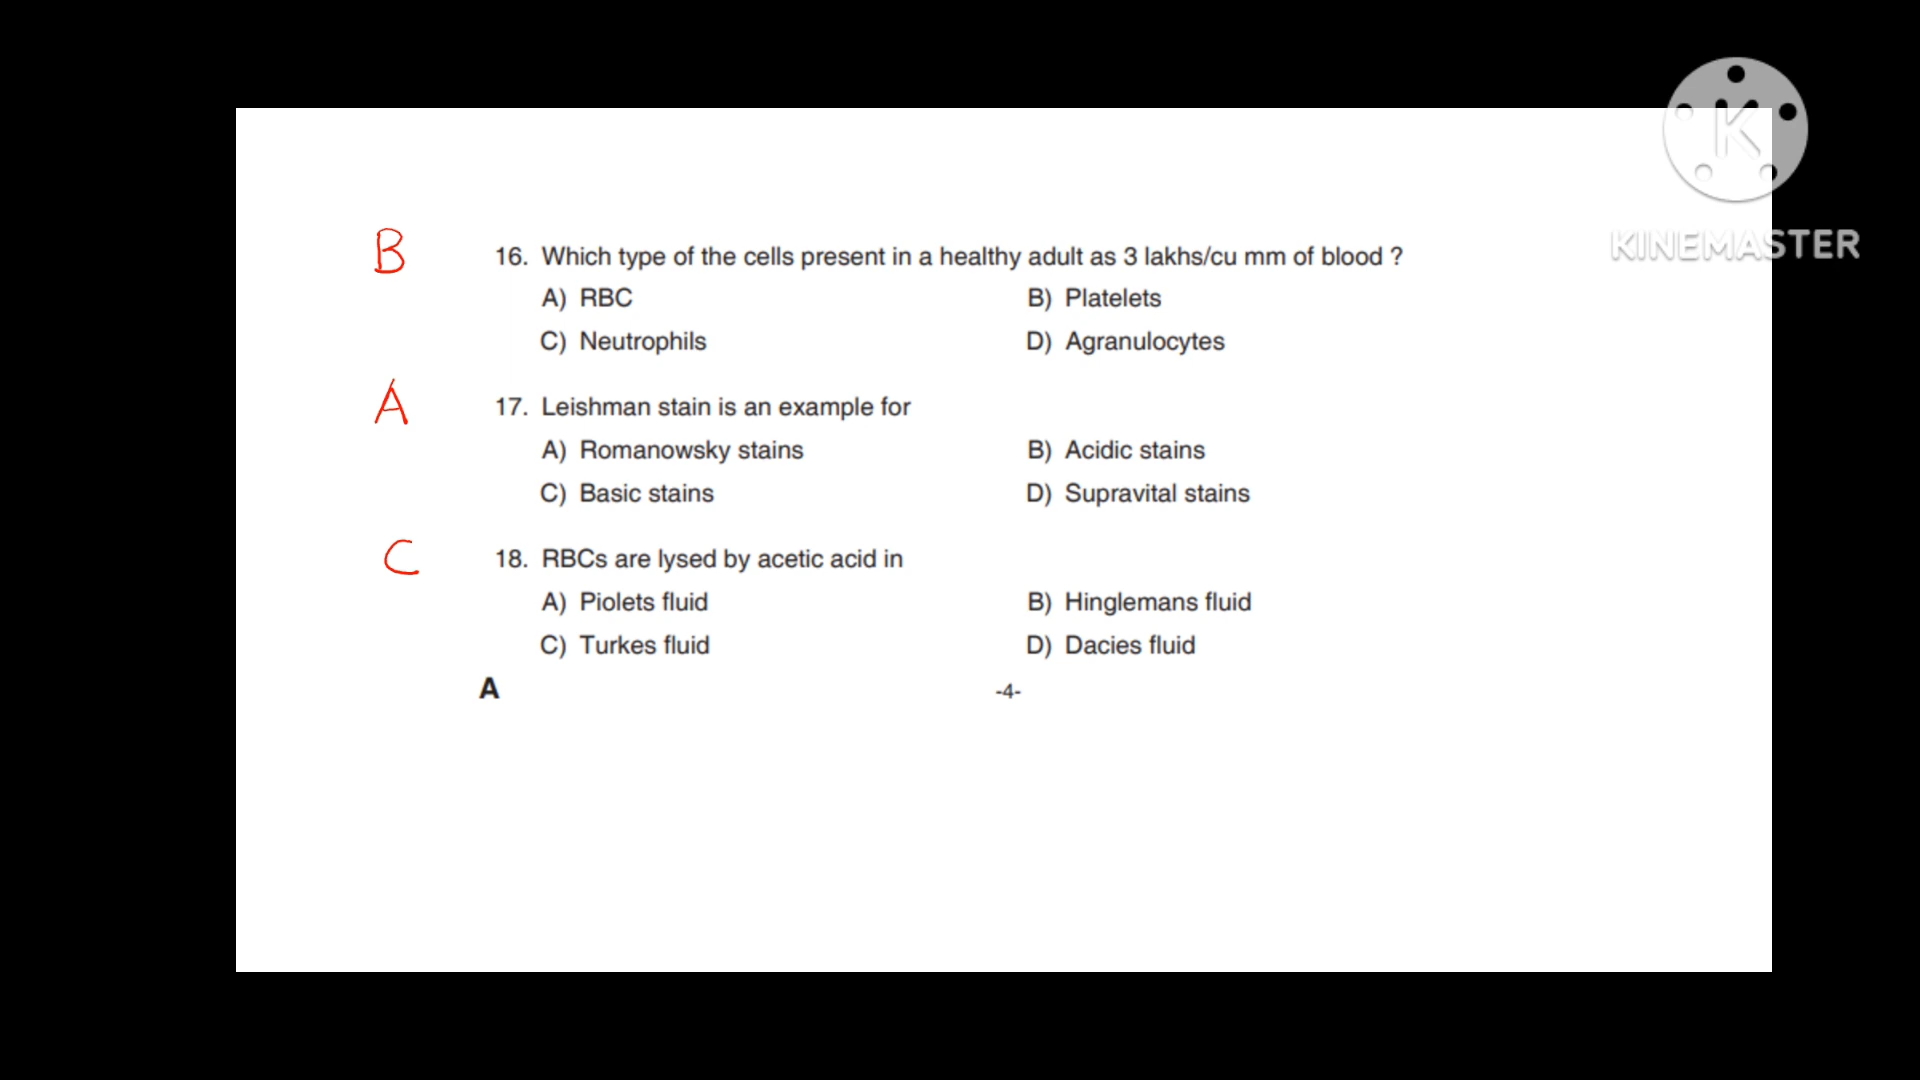 K
KINEMASTER
B
16. Which type of the cells present in a healthy adult as 3 lakhs/cu mm of blood ?
A) RBC B) Platelets
C) Neutrophils D) Agranulocytes
A
17. Leishman stain is an example for
A) Romanowsky stains B) Acidic stains
C) Basic stains D) Supravital stains
C
18. RBCs are lysed by acetic acid in
A) Piolets fluid B) Hinglemans fluid
C) Turkes fluid D) Dacies fluid
A -4-